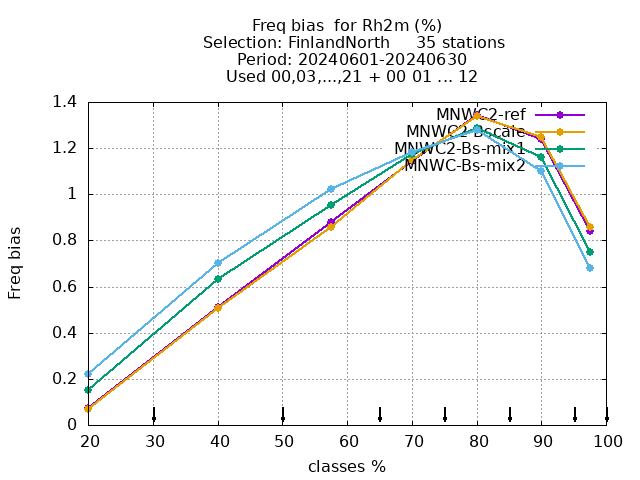 Freq bias  for Rh2m (%)
Selection: FinlandNorth     35 stations
Period: 20240601-20240630
Used 00,03,...,21 + 00 01 ... 12
MNWC2-ref
MNWC2-Bscale
MNWC2-Bs-mix1
MNWC-Bs-mix2
1.4
1.2
1
0.8
0.6
0.4
0.2
0
Freq bias
20 30 40 50 60 70 80 90 100
classes %